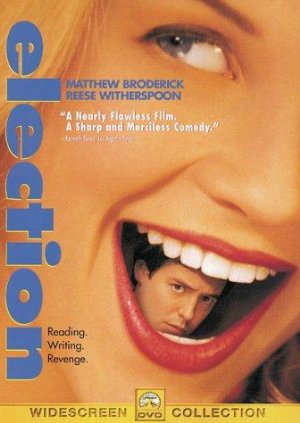 election
MATTHEW BRODERICK
REESE WITHERSPOON
"A Nearly Flawless Film.
A Sharp and Merciless Comedy."
Reading.
Writing.
Revenge.
WIDESCREEN DVD COLLECTION